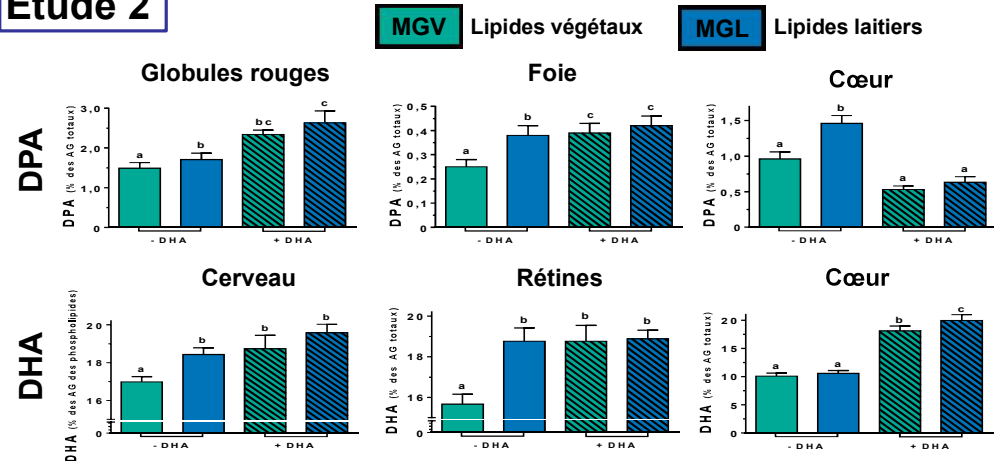 Etude 2
MGV Lipides végétaux MGL Lipides laitiers
Globules rouges Foie Cœur
DPA
DPA (% des AG totaux)
3,0
2,0
1,0
0
a b bc c
- DHA + DHA
DPA (% des AG totaux)
0,5
0,4
0,3
0,2
0,1
0
a b c c
- DHA + DHA
DPA (% des AG totaux)
1,5
1,0
0,5
0
a b a a
- DHA + DHA
Cerveau Rétines Cœur
DHA
DHA (% des AG des phospholipides)
20
18
16
0
a b b b
- DHA + DHA
DHA (% des AG totaux)
20
18
16
0
a b b b
- DHA + DHA
DHA (% des AG totaux)
20
15
10
5
0
a a b c
- DHA + DHA